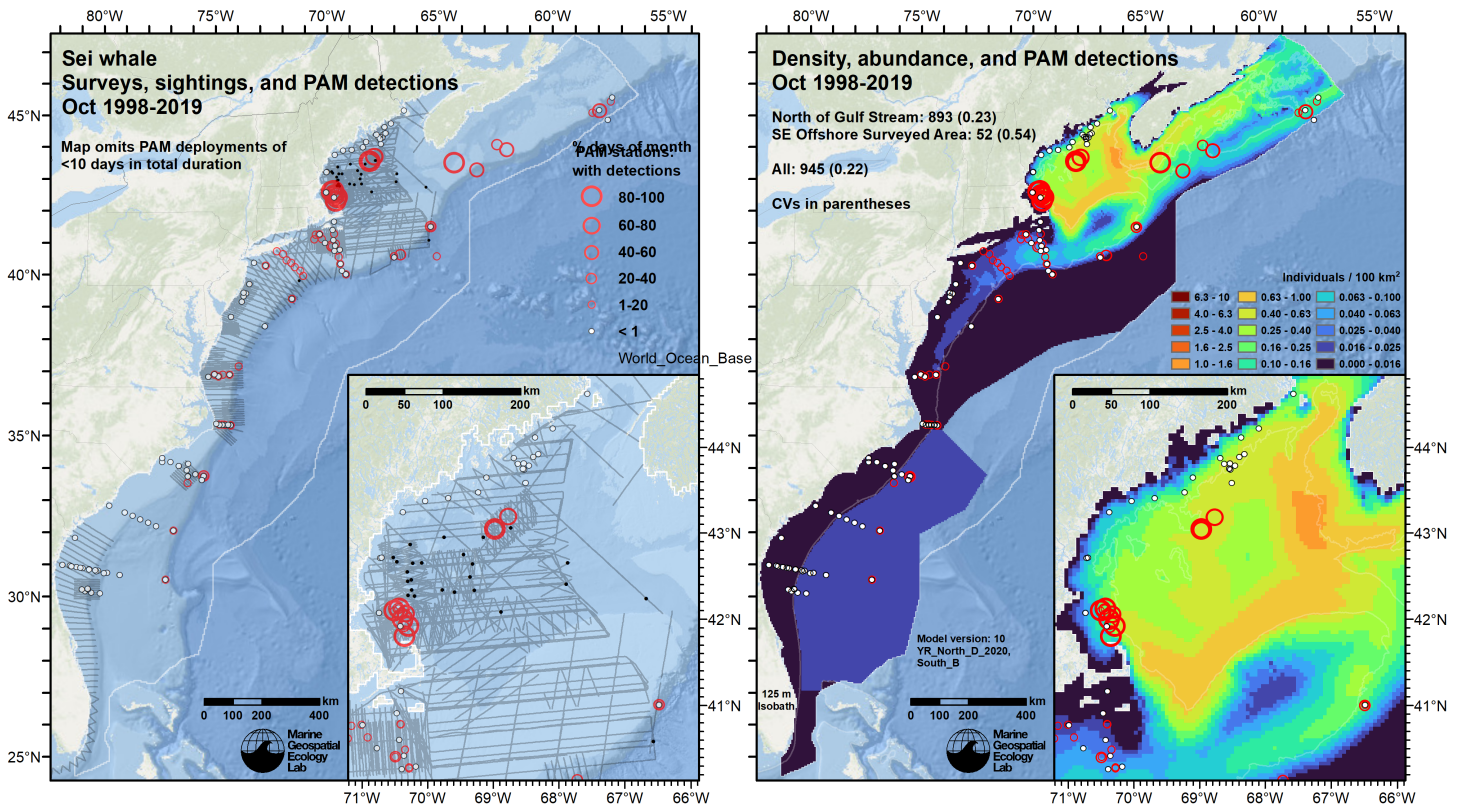 80°W 75°W 70°W 65°W 60°W 55°W
Sei whale
Surveys, sightings, and PAM detections
Oct 1998-2019
Map omits PAM deployments of
<10 days in total duration
% days of month
PAM stations:
with detections
80-100
60-80
40-60
20-40
1-20
< 1
World_Ocean_Base
45°N
40°N
35°N
30°N
25°N
km
0 50 100 200
44°N
43°N
42°N
41°N
km
0 100 200 400
Marine
Geospatial
Ecology
Lab
71°W 70°W 69°W 68°W 67°W 66°W
80°W 75°W 70°W 65°W 60°W 55°W
Density, abundance, and PAM detections
Oct 1998-2019
North of Gulf Stream: 893 (0.23)
SE Offshore Surveyed Area: 52 (0.54)
All: 945 (0.22)
CVs in parentheses
Individuals / 100 km²
6.3 - 10 0.63 - 1.00 0.063 - 0.100
4.0 - 6.3 0.40 - 0.63 0.040 - 0.063
2.5 - 4.0 0.25 - 0.40 0.025 - 0.040
1.6 - 2.5 0.16 - 0.25 0.016 - 0.025
1.0 - 1.6 0.10 - 0.16 0.000 - 0.016
km
0 50 100 200
44°N
43°N
42°N
41°N
Model version: 10
YR_North_D_2020,
South_B
125 m
Isobath
km
0 100 200 400
Marine
Geospatial
Ecology
Lab
71°W 70°W 69°W 68°W 67°W 66°W